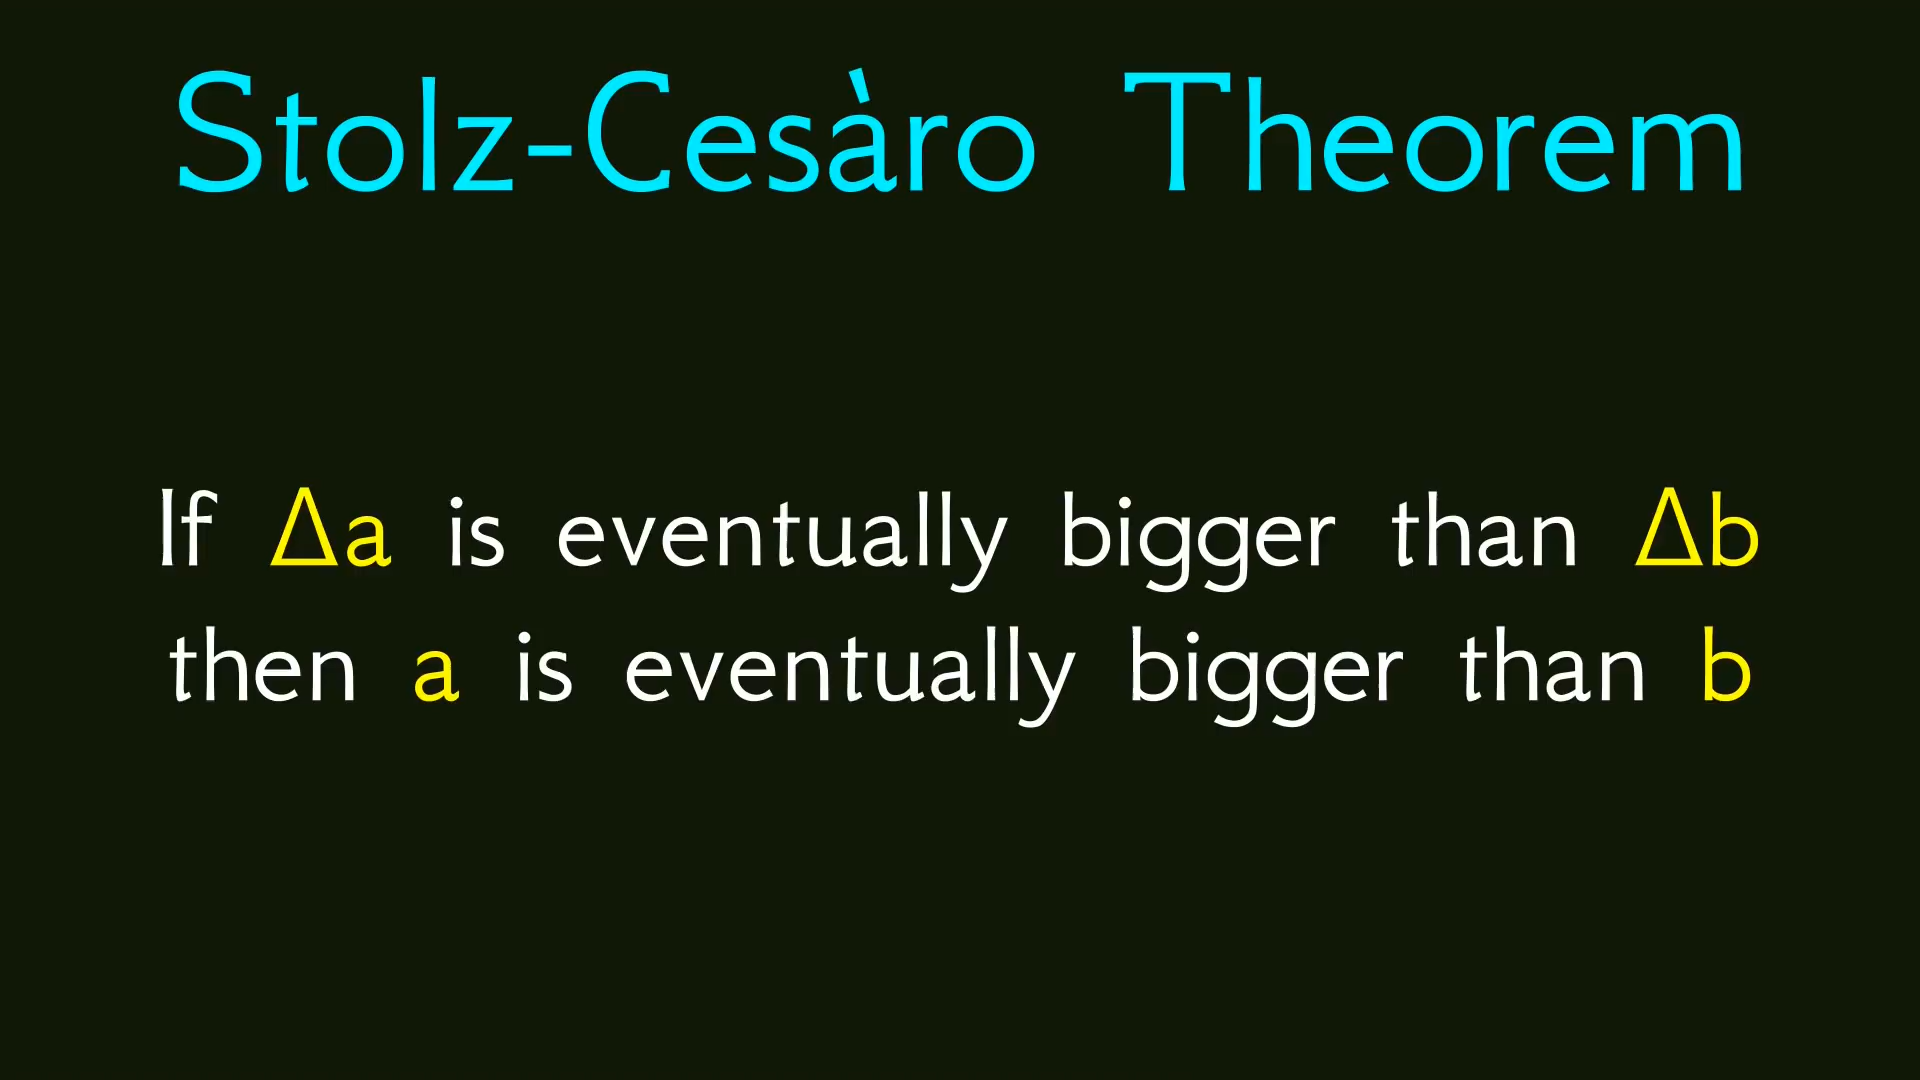 Stolz-Cesàro Theorem
If Δa is eventually bigger than Δb
then a is eventually bigger than b